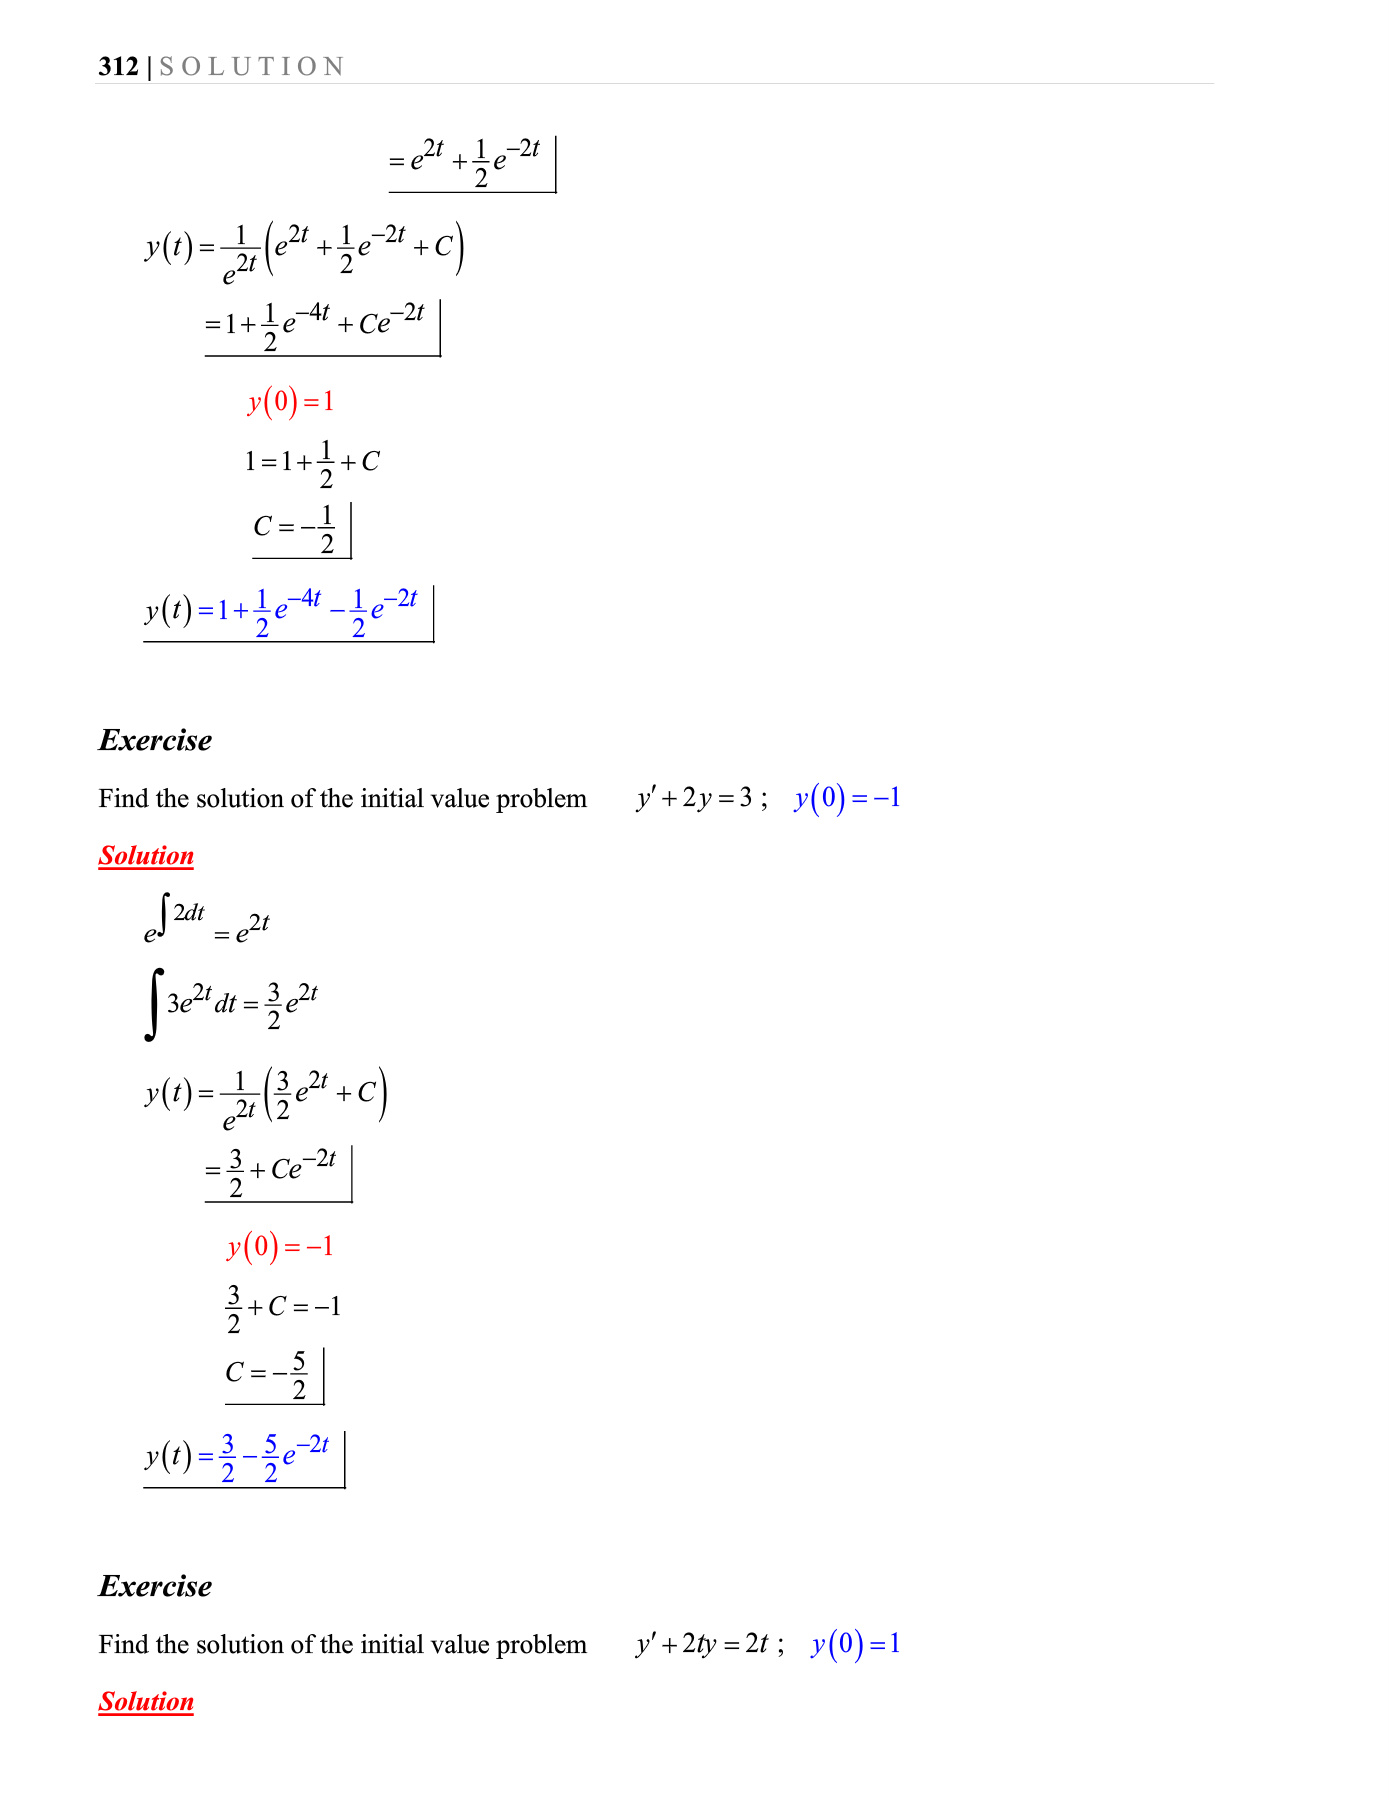 312 | S O L U T I O N
= e^{2t} + \frac{1}{2} e^{-2t}
y(t) = \frac{1}{e^{2t}} \left( e^{2t} + \frac{1}{2} e^{-2t} + C \right)
= 1 + \frac{1}{2} e^{-4t} + Ce^{-2t}
y(0) = 1
1 = 1 + \frac{1}{2} + C
C = -\frac{1}{2}
y(t) = 1 + \frac{1}{2} e^{-4t} - \frac{1}{2} e^{-2t}
Exercise
Find the solution of the initial value problem y' + 2y = 3 ; y(0) = -1
Solution
e^{\int 2dt} = e^{2t}
\int 3e^{2t} dt = \frac{3}{2} e^{2t}
y(t) = \frac{1}{e^{2t}} \left( \frac{3}{2} e^{2t} + C \right)
= \frac{3}{2} + Ce^{-2t}
y(0) = -1
\frac{3}{2} + C = -1
C = -\frac{5}{2}
y(t) = \frac{3}{2} - \frac{5}{2} e^{-2t}
Exercise
Find the solution of the initial value problem y' + 2ty = 2t ; y(0) = 1
Solution